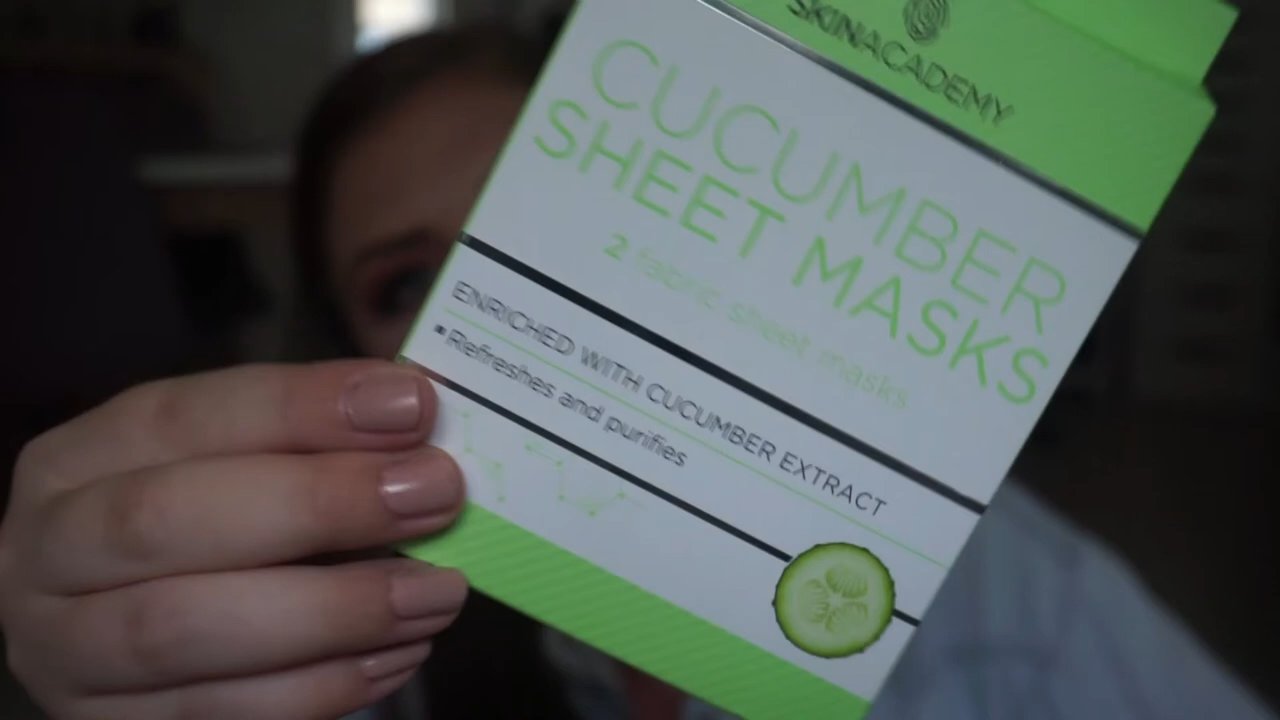 SKINACADEMY
CUCUMBER
SHEET MASKS
2 fabric sheet masks
ENRICHED WITH CUCUMBER EXTRACT
▪ Refreshes and purifies